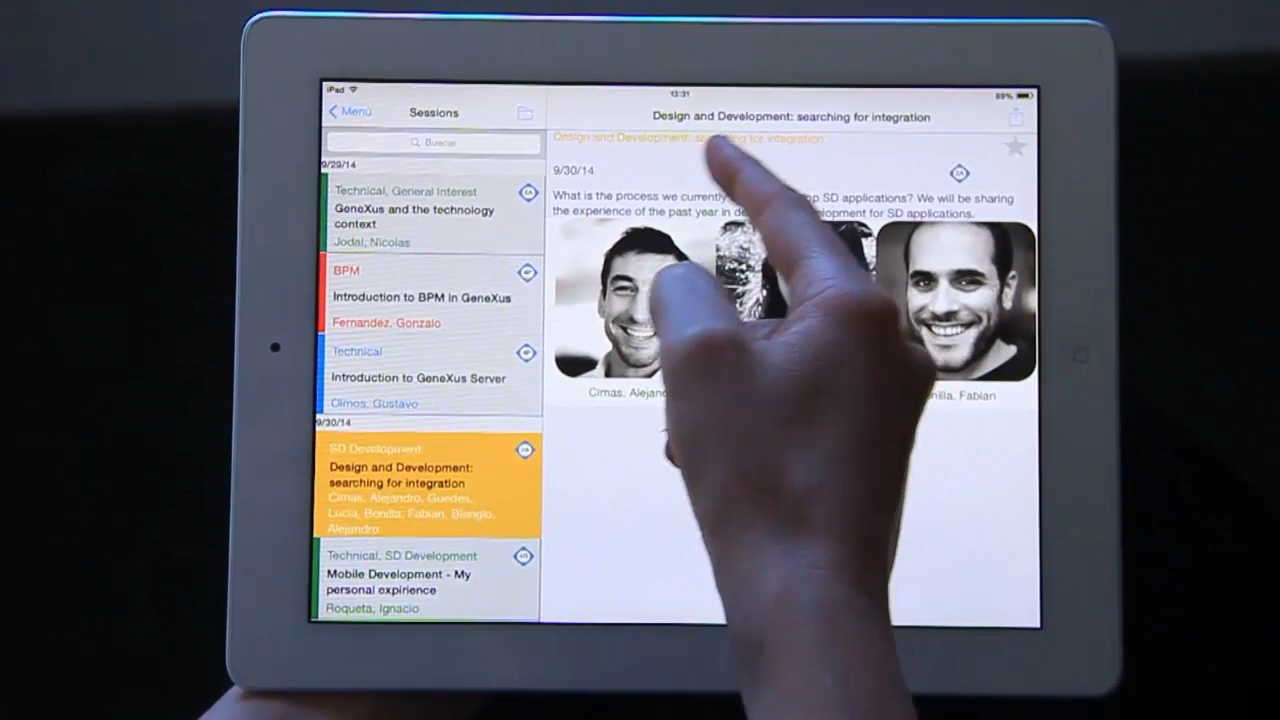 iPad
13:31
89%
Menú
Sessions
Design and Development: searching for integration
Buscar
9/29/14
Technical, General Interest
GeneXus and the technology
context
Jodal, Nicolas
BPM
Introduction to BPM in GeneXus
Fernandez, Gonzalo
Technical
Introduction to GeneXus Server
Olmos, Gustavo
9/30/14
SD Development
Design and Development:
searching for integration
Cimas, Alejandro, Guedes,
Lucia, Bonilla, Fabian, Blengio,
Alejandro
Technical, SD Development
Mobile Development - My
personal expirience
Roqueta, Ignacio
Design and Development: searching for integration
9/30/14
What is the process we currently SD applications? We will be sharing
the experience of the past year in SD applications.
Cimas, Fabian